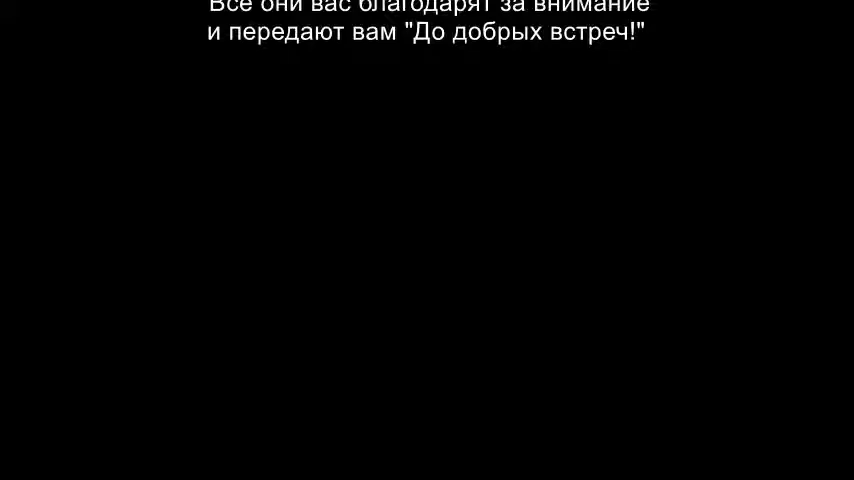 Все они вас благодарят за внимание
и передают вам "До добрых встреч!"